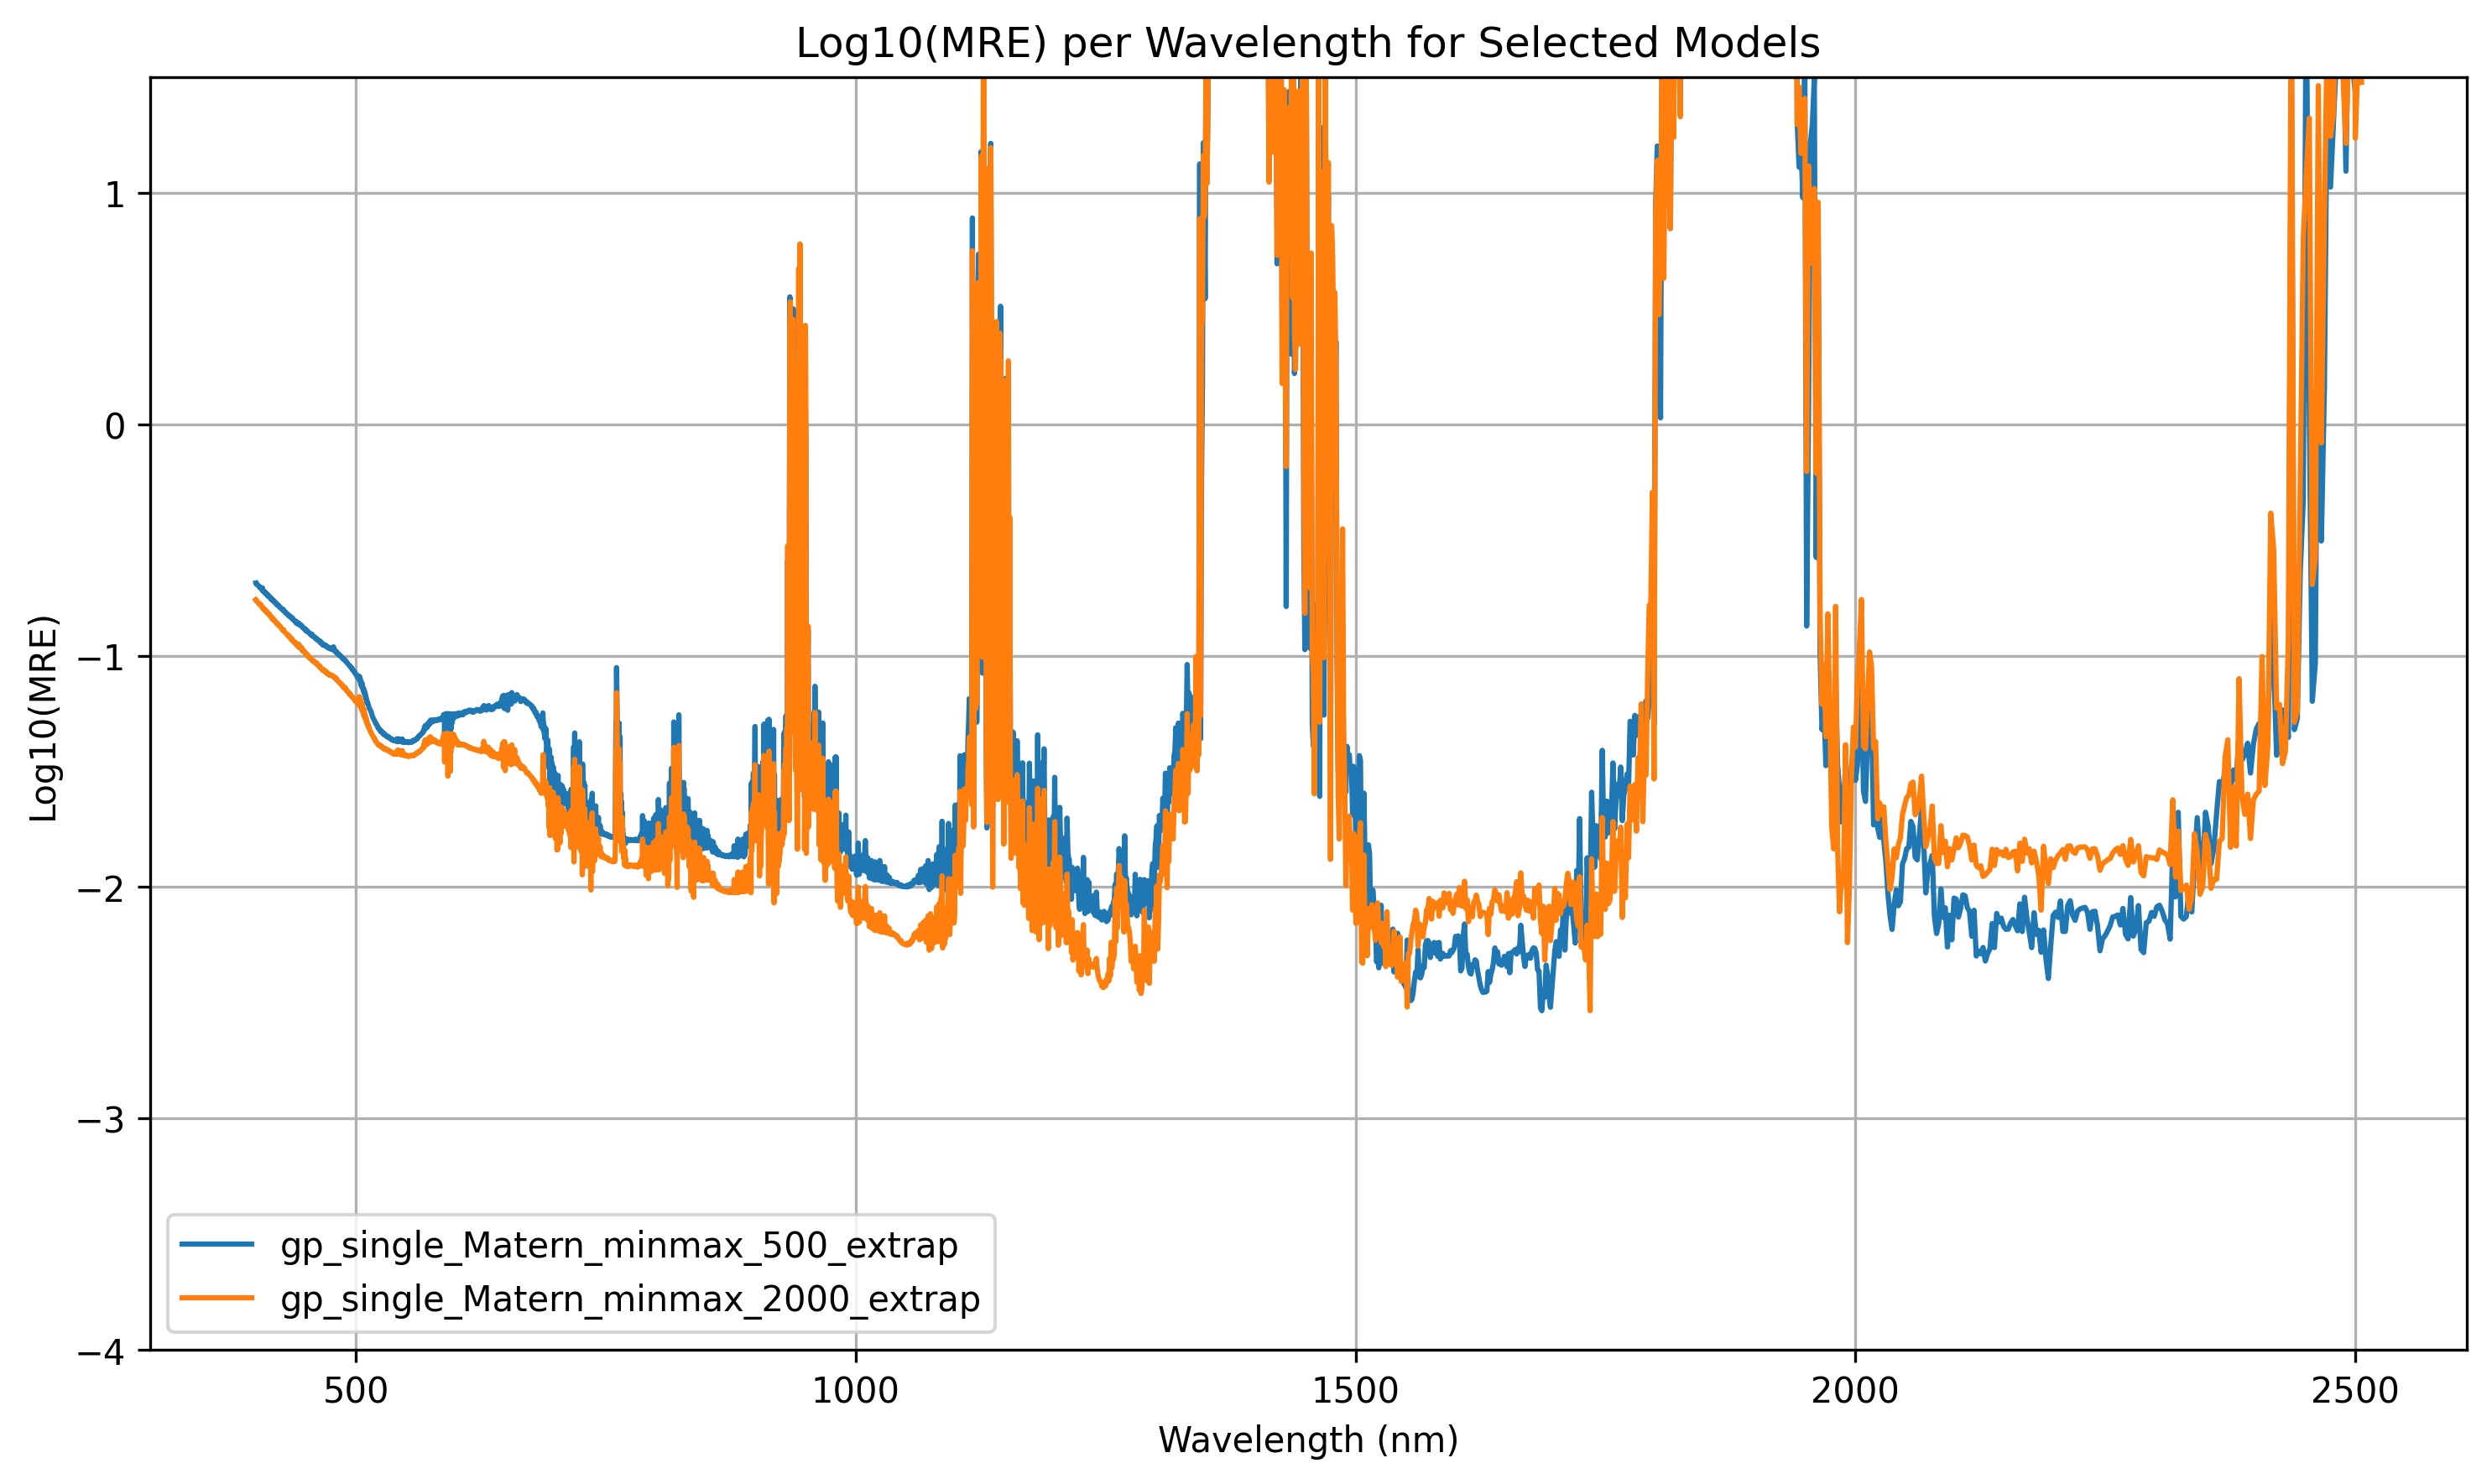 Log10(MRE) per Wavelength for Selected Models
1
0
−1
−2
−3
−4
Log10(MRE)
gp_single_Matern_minmax_500_extrap
gp_single_Matern_minmax_2000_extrap
500 1000 1500 2000 2500
Wavelength (nm)